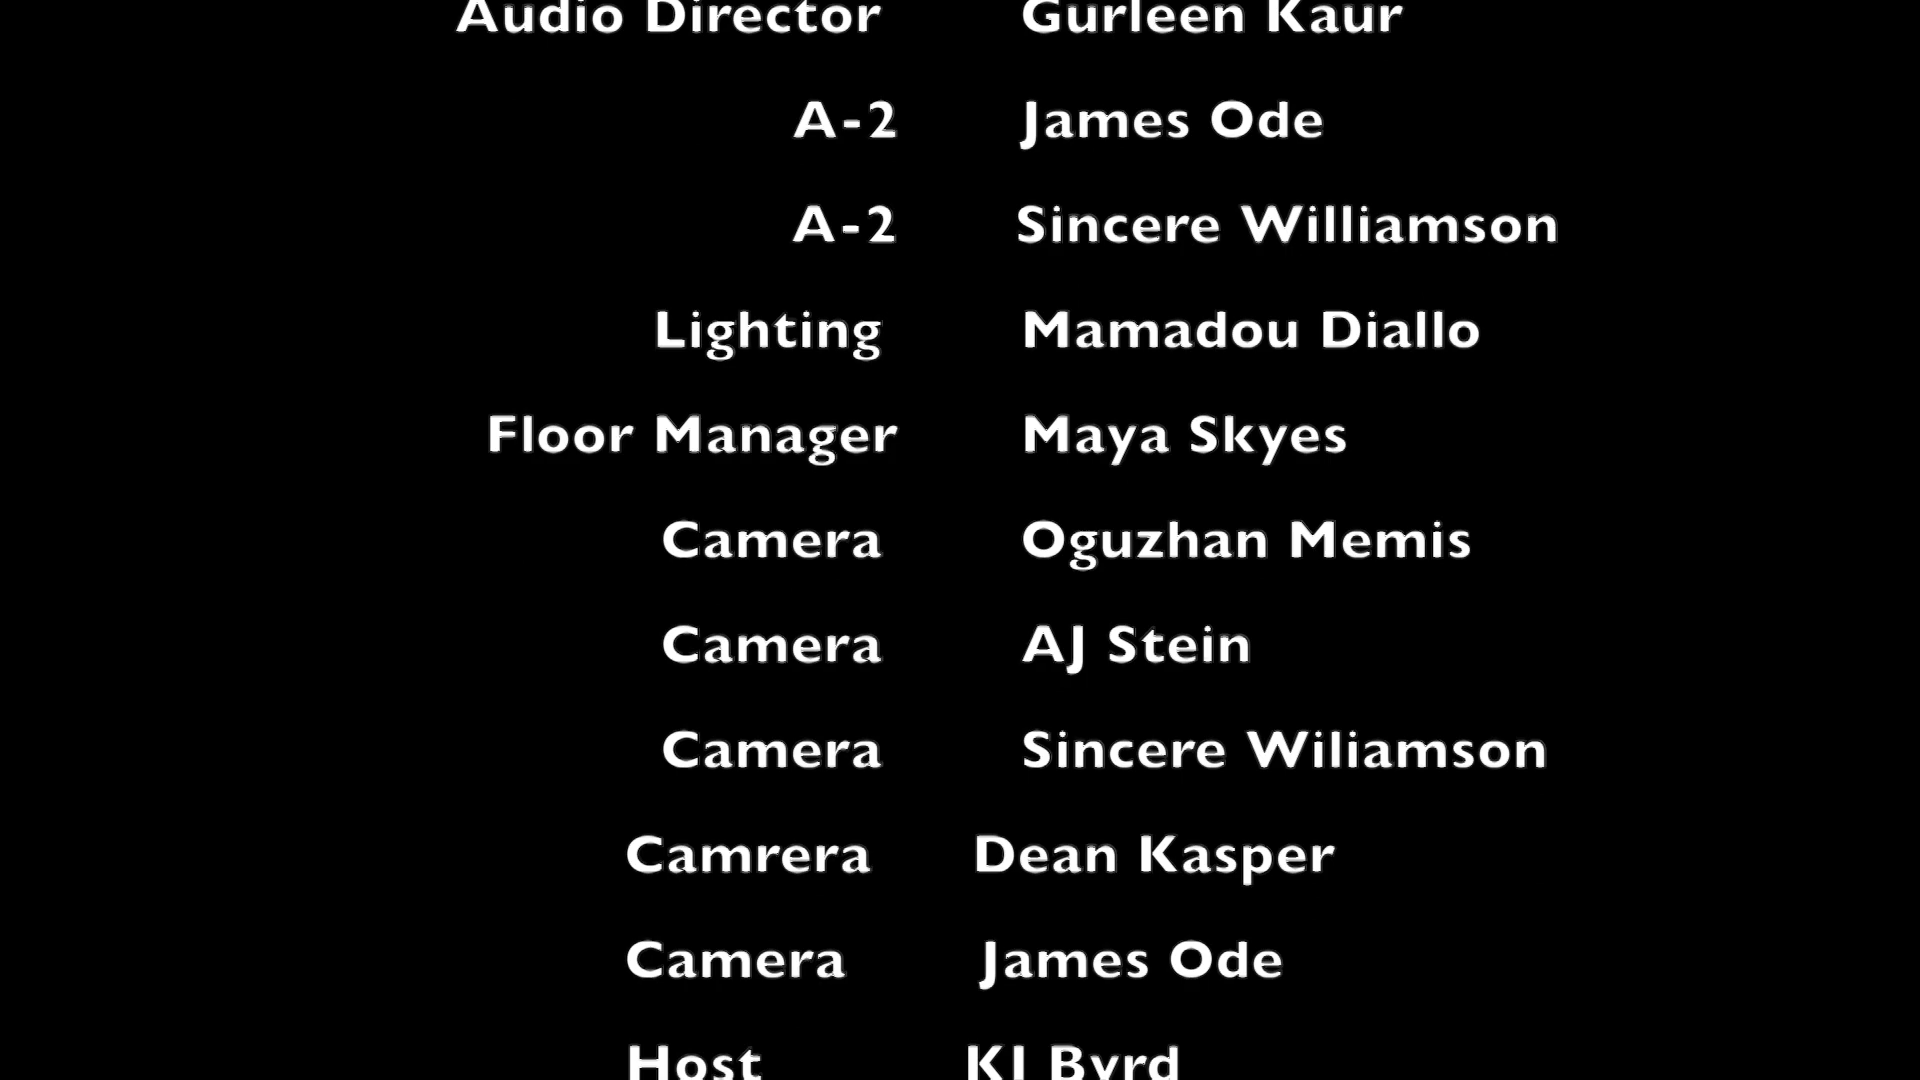 Audio Director Gurleen Kaur
A-2 James Ode
A-2 Sincere Williamson
Lighting Mamadou Diallo
Floor Manager Maya Skyes
Camera Oguzhan Memis
Camera AJ Stein
Camera Sincere Wiliamson
Camrera Dean Kasper
Camera James Ode
Host KJ Byrd